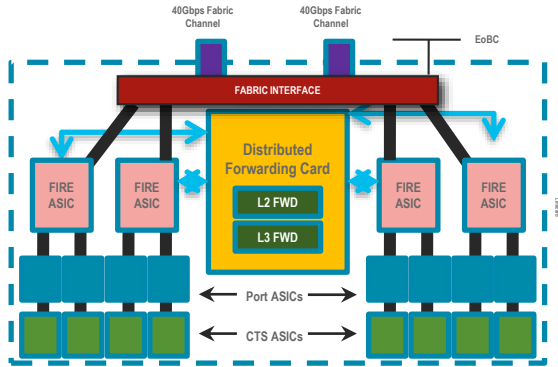 40Gbps Fabric
Channel
40Gbps Fabric
Channel
EoBC
FABRIC INTERFACE
Distributed
Forwarding Card
L2 FWD
L3 FWD
FIRE
ASIC
FIRE
ASIC
FIRE
ASIC
FIRE
ASIC
Port ASICs
CTS ASICs